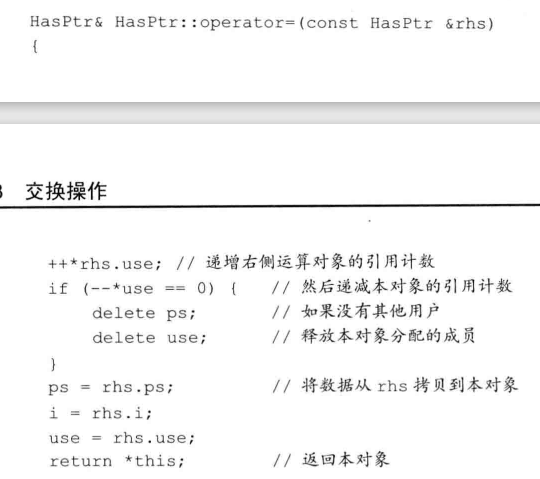 HasPtr& HasPtr::operator=(const HasPtr &rhs)
{
交换操作
++*rhs.use; // 递增右侧运算对象的引用计数
if (--*use == 0) { // 然后递减本对象的引用计数
delete ps; // 如果没有其他用户
delete use; // 释放本对象分配的成员
}
ps = rhs.ps; // 将数据从 rhs 拷贝到本对象
i = rhs.i;
use = rhs.use;
return *this; // 返回本对象